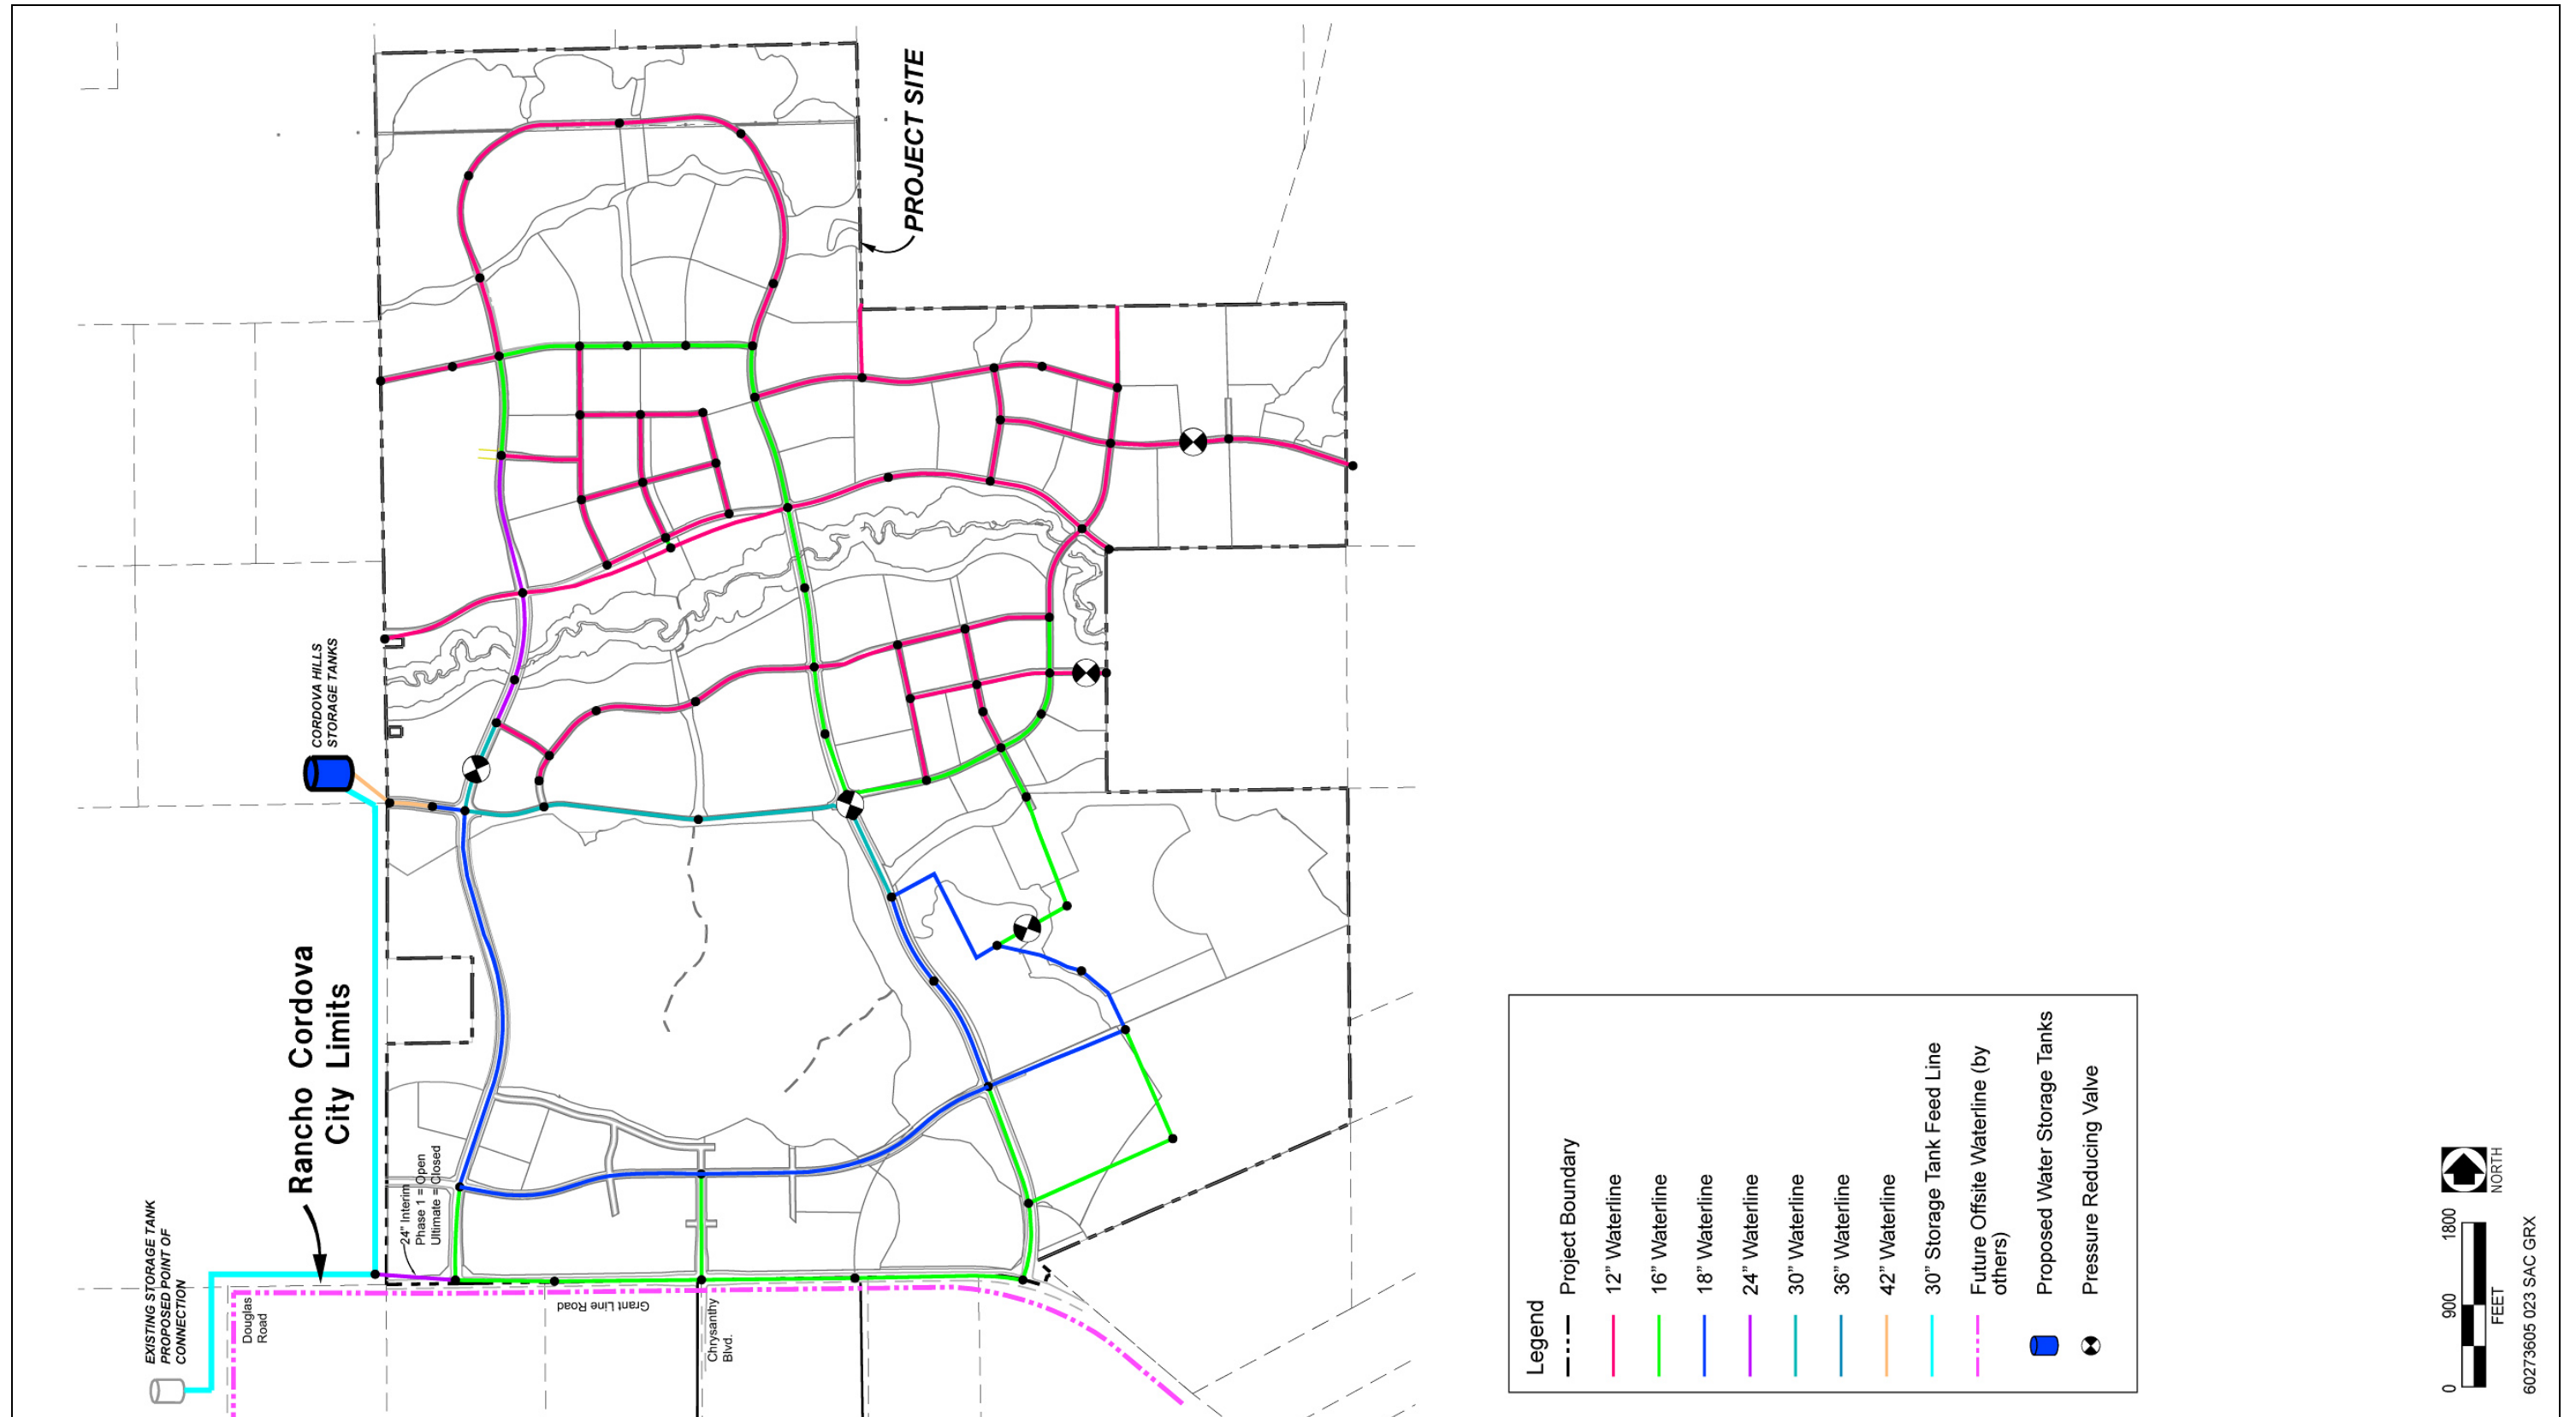 PROJECT SITE
CORDOVA HILLS
STORAGE TANKS
Rancho Cordova
City Limits
24" Interim
Phase 1 = Open
Ultimate = Closed
EXISTING STORAGE TANK
PROPOSED POINT OF
CONNECTION
Douglas
Road
Grant Line Road
Chrysanthy
Blvd.
Legend
Project Boundary
12” Waterline
16” Waterline
18” Waterline
24” Waterline
30” Waterline
36” Waterline
42” Waterline
30” Storage Tank Feed Line
Future Offsite Waterline (by
others)
Proposed Water Storage Tanks
Pressure Reducing Valve
NORTH
0 900 1800
FEET
60273605 023 SAC GRX